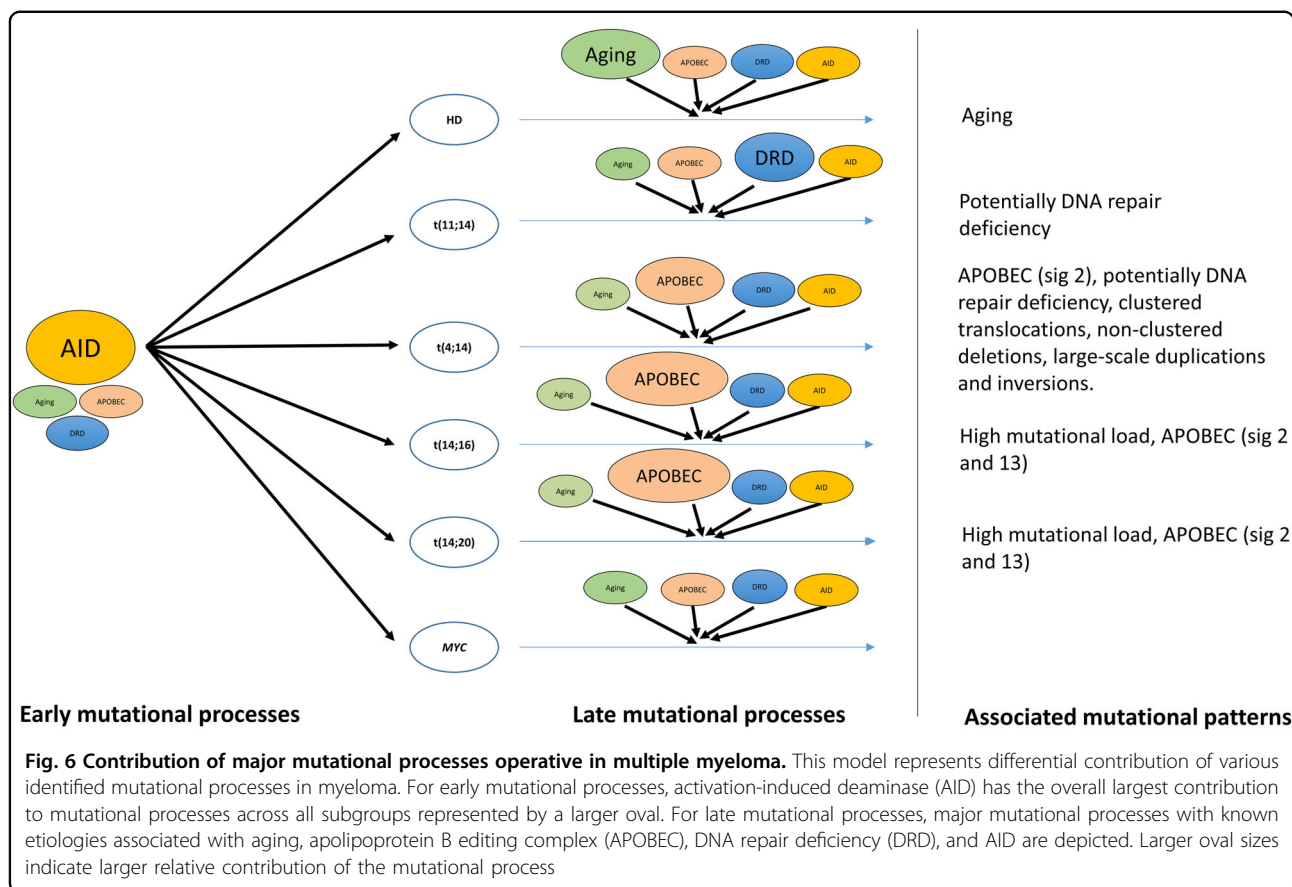 Aging
APOBEC
DRD
AID
HD
Aging
Aging
APOBEC
DRD
AID
t(11;14)
Potentially DNA repair
deficiency
Aging
APOBEC
DRD
AID
t(4;14)
APOBEC (sig 2), potentially DNA
repair deficiency, clustered
translocations, non-clustered
deletions, large-scale duplications
and inversions.
AID
Aging
APOBEC
DRD
Aging
APOBEC
DRD
AID
t(14;16)
High mutational load, APOBEC (sig 2
and 13)
Aging
APOBEC
DRD
AID
t(14;20)
High mutational load, APOBEC (sig 2
and 13)
Aging
APOBEC
DRD
AID
MYC
Early mutational processes
Late mutational processes
Associated mutational patterns
Fig. 6 Contribution of major mutational processes operative in multiple myeloma. This model represents differential contribution of various
identified mutational processes in myeloma. For early mutational processes, activation-induced deaminase (AID) has the overall largest contribution
to mutational processes across all subgroups represented by a larger oval. For late mutational processes, major mutational processes with known
etiologies associated with aging, apolipoprotein B editing complex (APOBEC), DNA repair deficiency (DRD), and AID are depicted. Larger oval sizes
indicate larger relative contribution of the mutational process